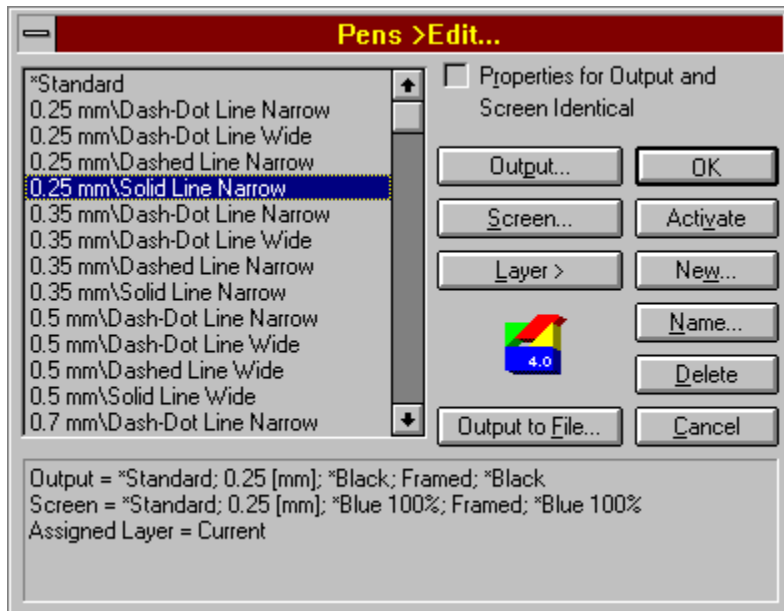 Pens >Edit...
*Standard
0.25 mm\Dash-Dot Line Narrow
0.25 mm\Dash-Dot Line Wide
0.25 mm\Dashed Line Narrow
0.25 mm\Solid Line Narrow
0.35 mm\Dash-Dot Line Narrow
0.35 mm\Dash-Dot Line Wide
0.35 mm\Dashed Line Narrow
0.35 mm\Solid Line Narrow
0.5 mm\Dash-Dot Line Narrow
0.5 mm\Dash-Dot Line Wide
0.5 mm\Dashed Line Wide
0.5 mm\Solid Line Wide
0.7 mm\Dash-Dot Line Narrow
Properties for Output and
Screen Identical
Output...
OK
Screen...
Activate
Layer >
New...
4.0
Name...
Delete
Output to File...
Cancel
Output = *Standard; 0.25 [mm]; *Black; Framed; *Black
Screen = *Standard; 0.25 [mm]; *Blue 100%; Framed; *Blue 100%
Assigned Layer = Current